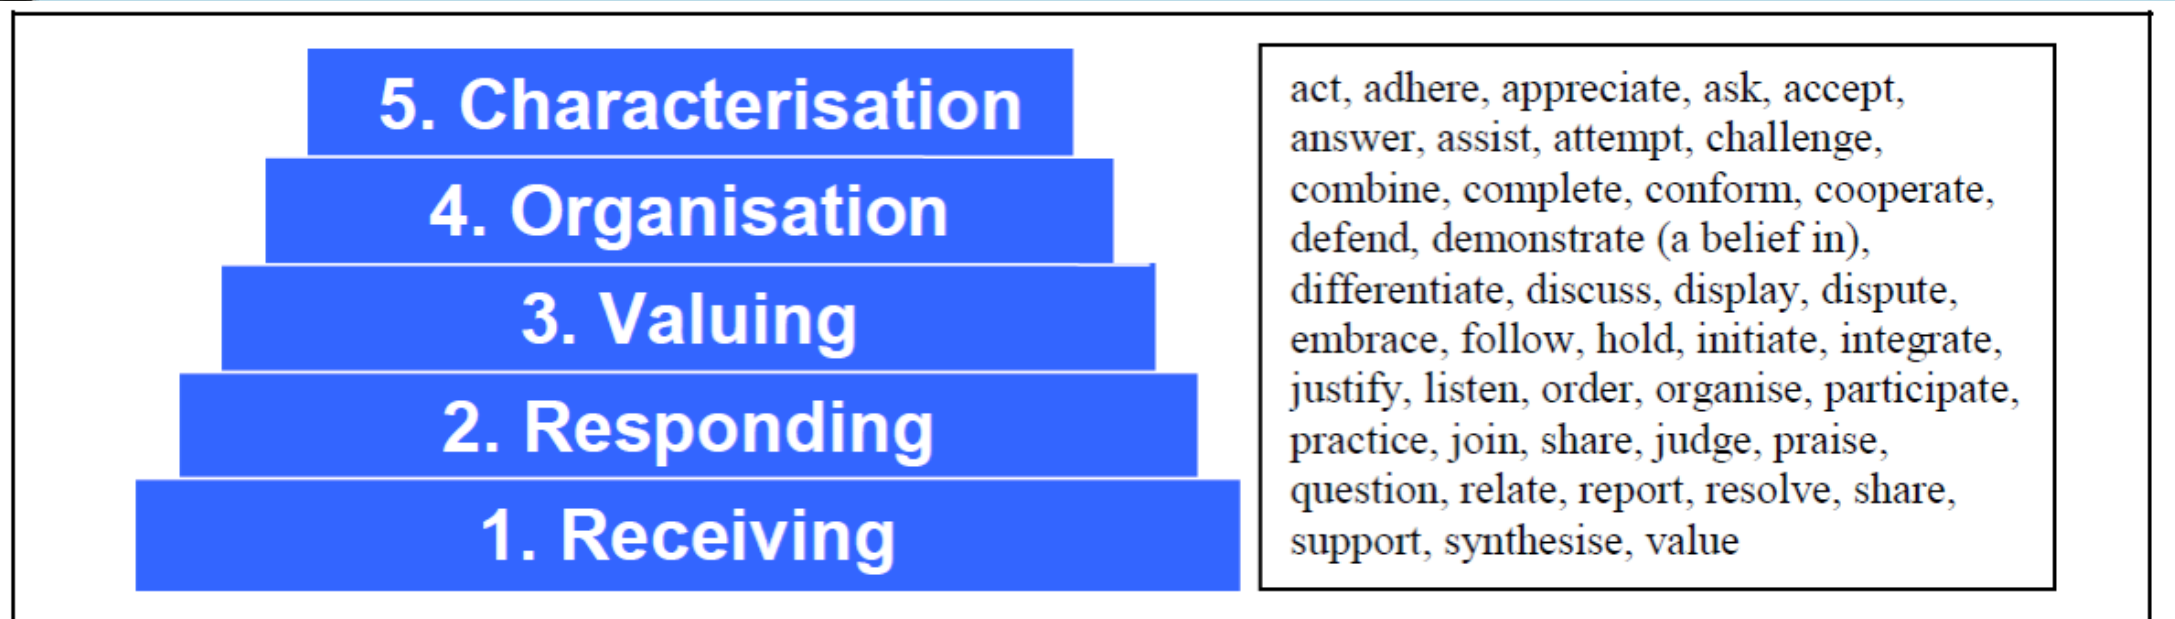 5. Characterisation
4. Organisation
3. Valuing
2. Responding
1. Receiving
act, adhere, appreciate, ask, accept,
answer, assist, attempt, challenge,
combine, complete, conform, cooperate,
defend, demonstrate (a belief in),
differentiate, discuss, display, dispute,
embrace, follow, hold, initiate, integrate,
justify, listen, order, organise, participate,
practice, join, share, judge, praise,
question, relate, report, resolve, share,
support, synthesise, value